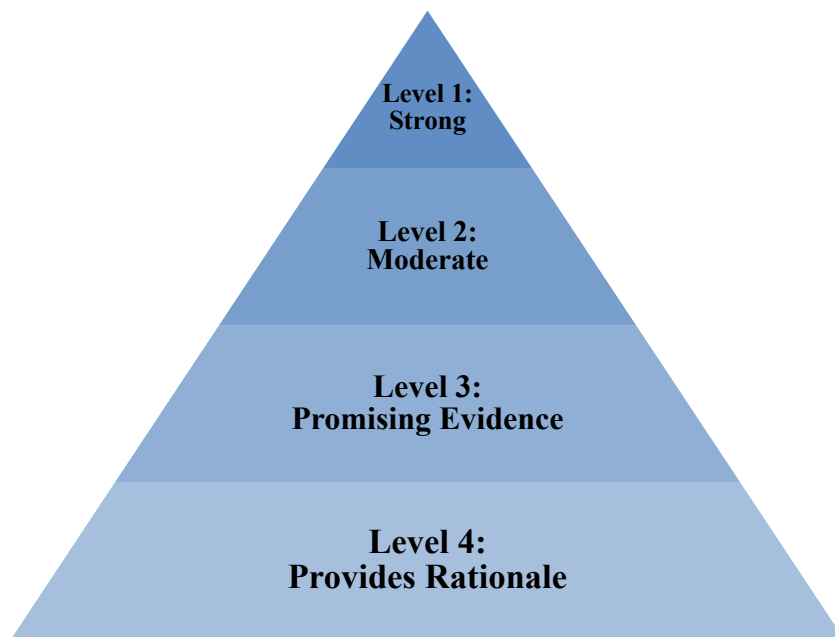 Level 1:
Strong
Level 2:
Moderate
Level 3:
Promising Evidence
Level 4:
Provides Rationale